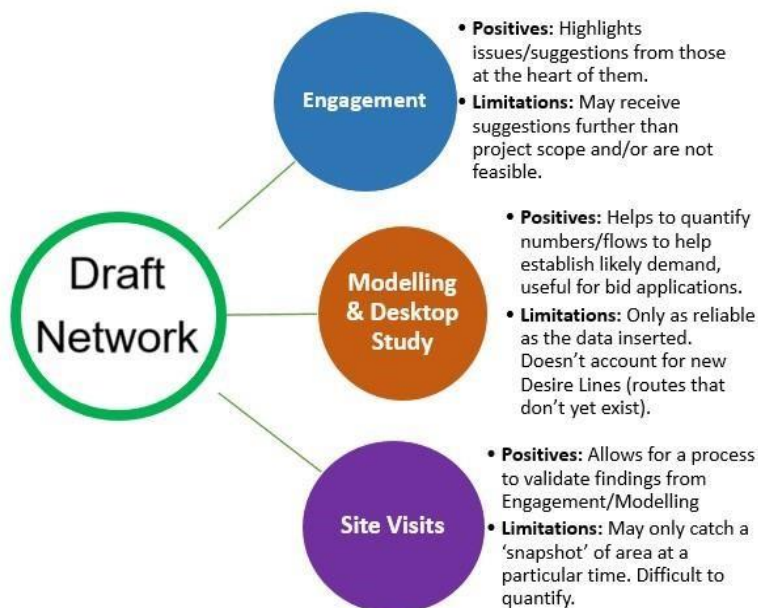 Draft
Network
Engagement
• Positives: Highlights
issues/suggestions from those
at the heart of them.
• Limitations: May receive
suggestions further than
project scope and/or are not
feasible.
Modelling
& Desktop
Study
• Positives: Helps to quantify
numbers/flows to help
establish likely demand,
useful for bid applications.
• Limitations: Only as reliable
as the data inserted.
Doesn’t account for new
Desire Lines (routes that
don’t yet exist).
Site Visits
• Positives: Allows for a process
to validate findings from
Engagement/Modelling
• Limitations: May only catch a
‘snapshot’ of area at a
particular time. Difficult to
quantify.